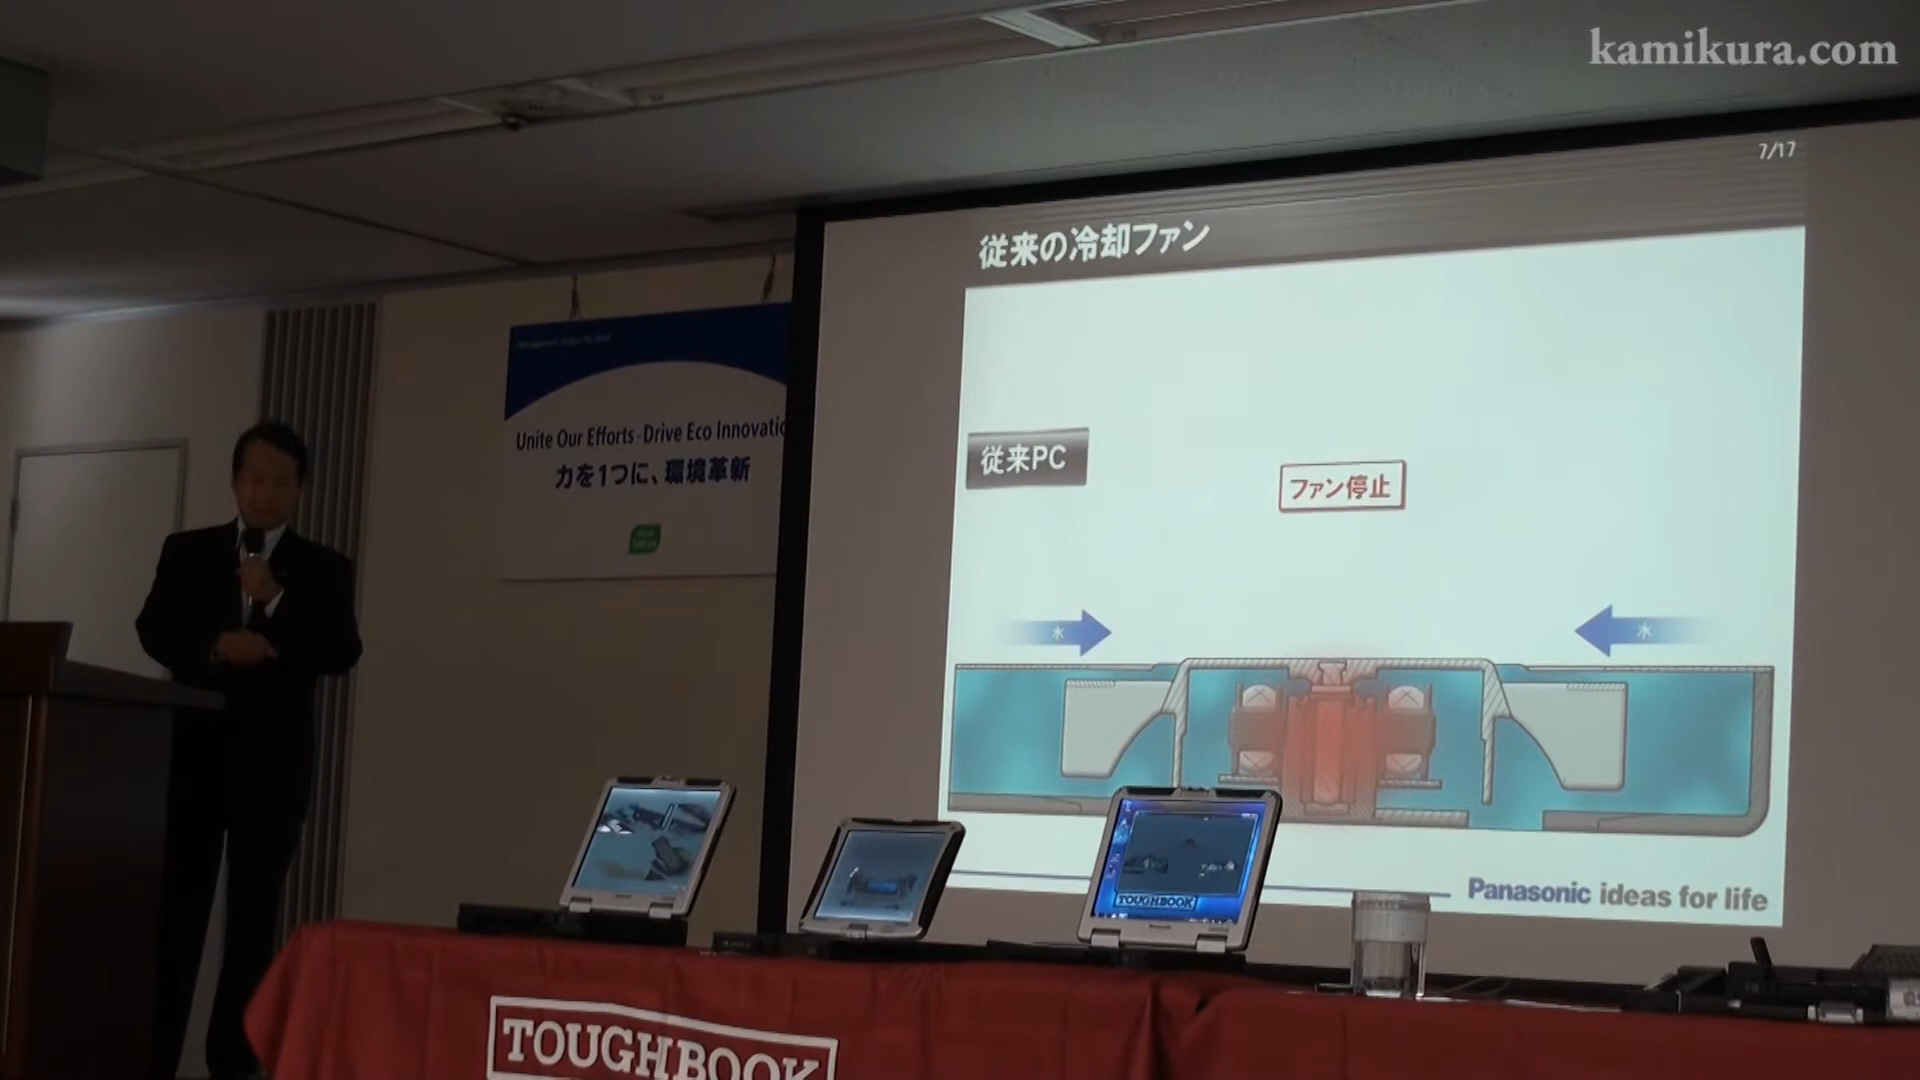 kamikura.com
7/17
従来の冷却ファン
Unite Our Efforts - Drive Eco Innovatio
力を1つに、環境革新
従来PC
ファン停止
水
水
Panasonic ideas for life
TOUGHBOOK
TOUGHBOOK